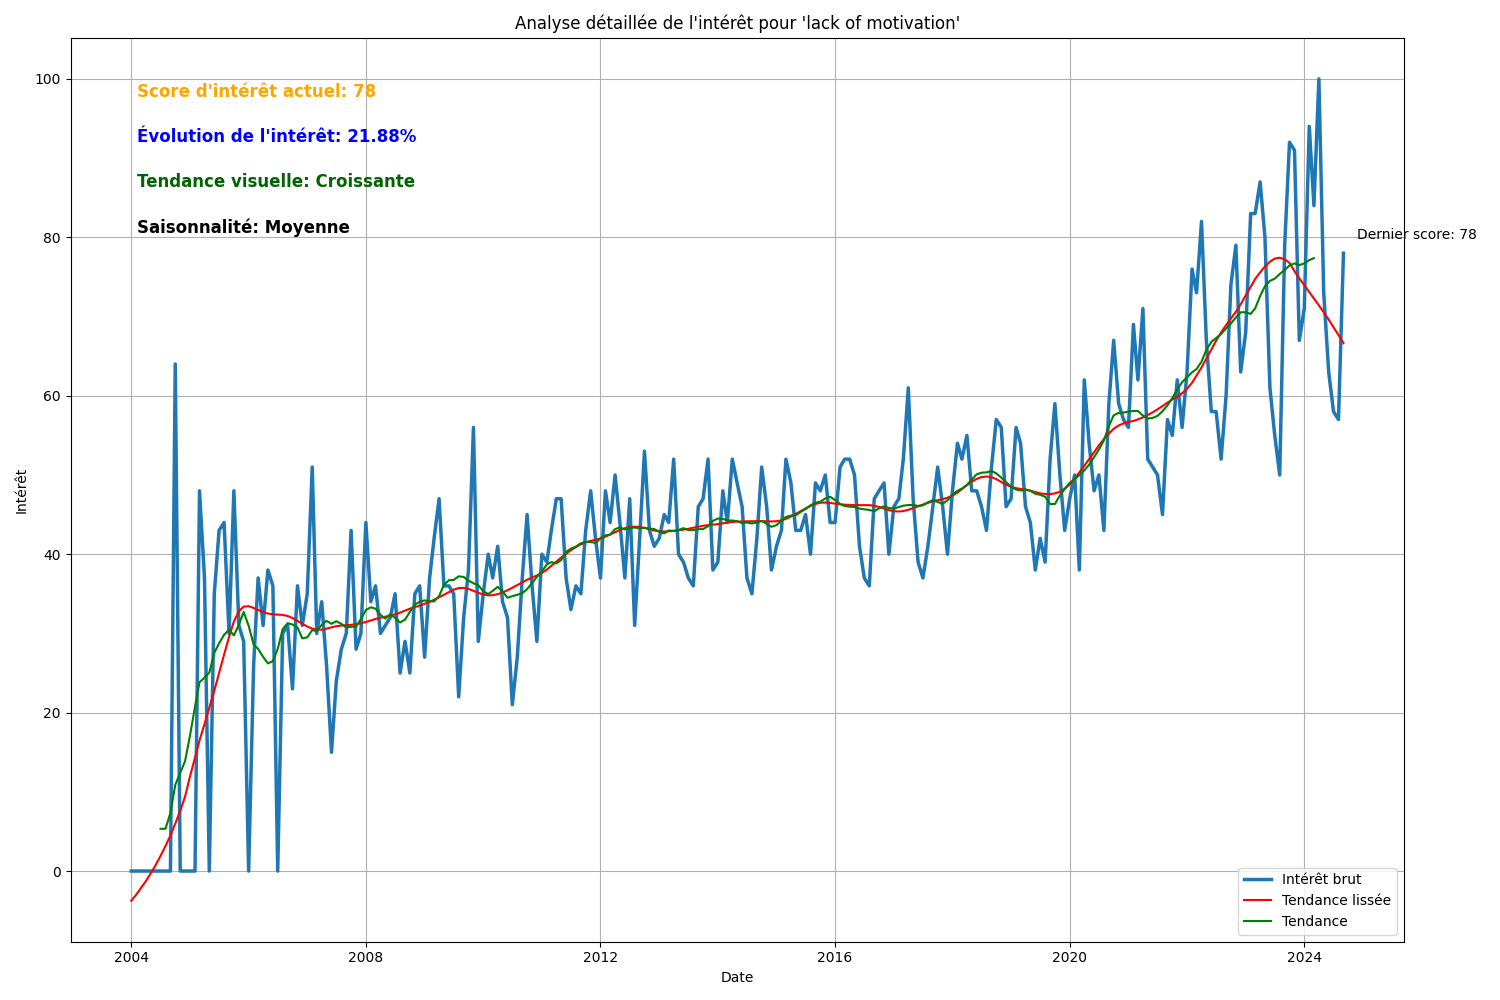 Analyse détaillée de l'intérêt pour 'lack of motivation'
Score d'intérêt actuel: 78
Évolution de l'intérêt: 21.88%
Tendance visuelle: Croissante
Saisonnalité: Moyenne
Dernier score: 78
Intérêt
100
80
60
40
20
0
2004
2008
2012
2016
2020
2024
Date
Intérêt brut
Tendance lissée
Tendance